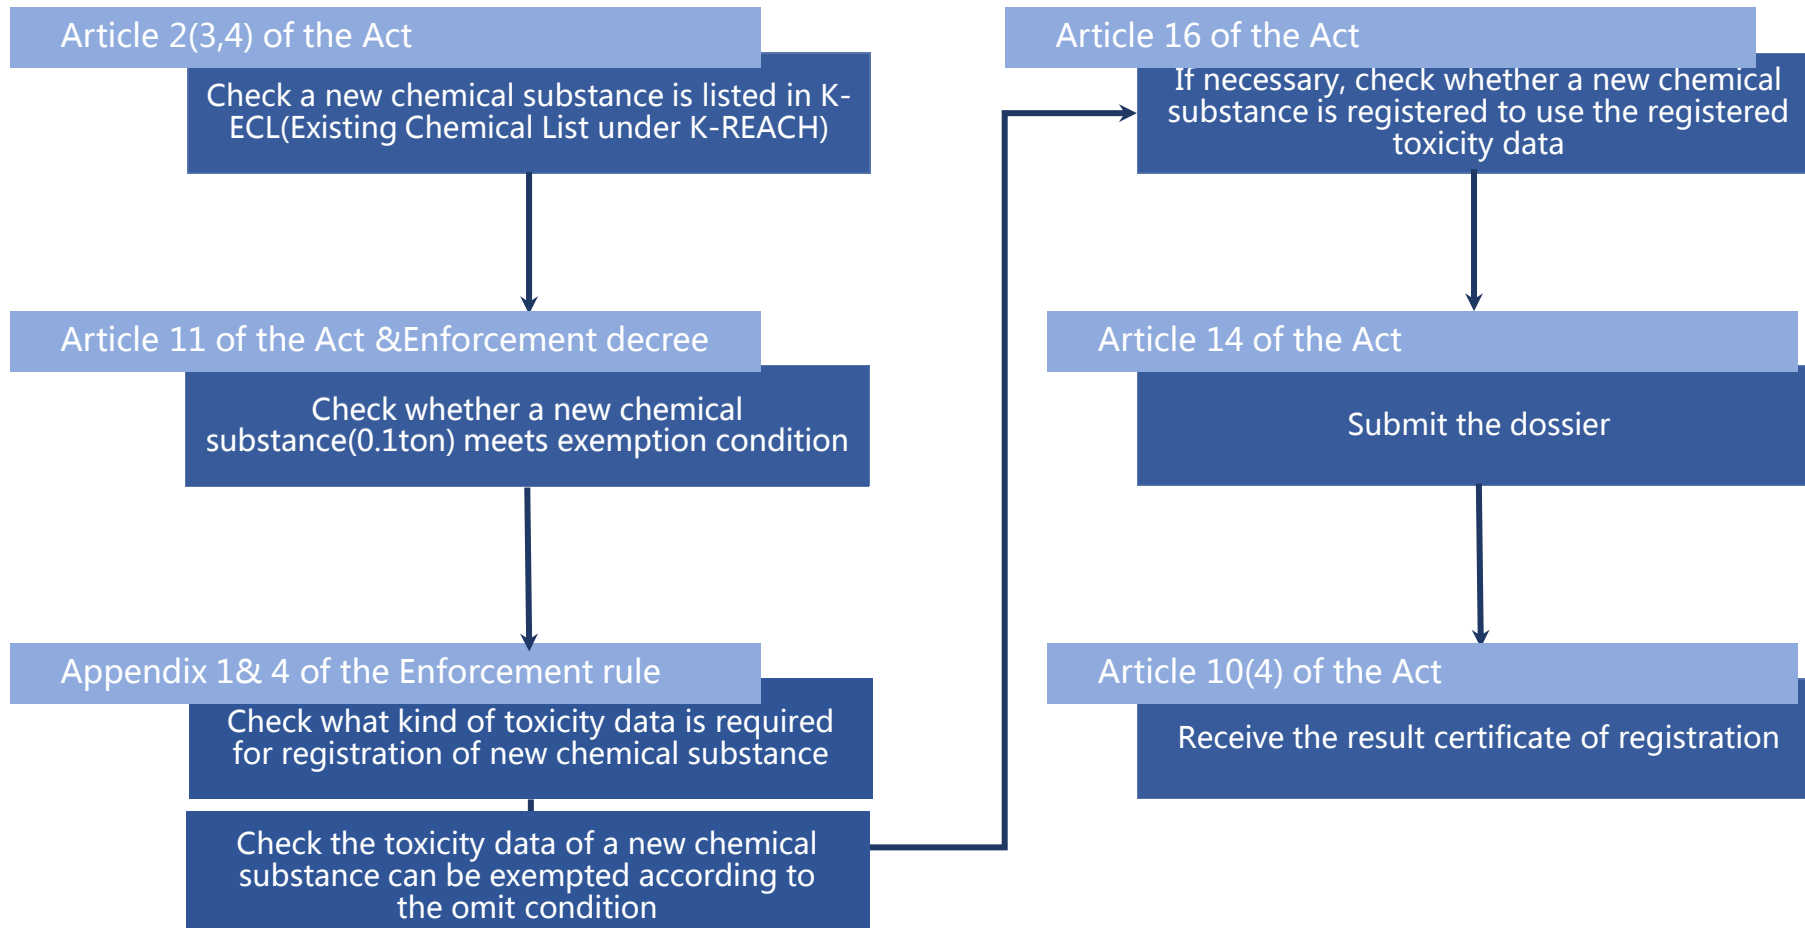 Article 2(3,4) of the Act
Check a new chemical substance is listed in K-
ECL(Existing Chemical List under K-REACH)
Article 11 of the Act &Enforcement decree
Check whether a new chemical
substance(0.1ton) meets exemption condition
Appendix 1& 4 of the Enforcement rule
Check what kind of toxicity data is required
for registration of new chemical substance
Check the toxicity data of a new chemical
substance can be exempted according to
the omit condition
Article 16 of the Act
If necessary, check whether a new chemical
substance is registered to use the registered
toxicity data
Article 14 of the Act
Submit the dossier
Article 10(4) of the Act
Receive the result certificate of registration